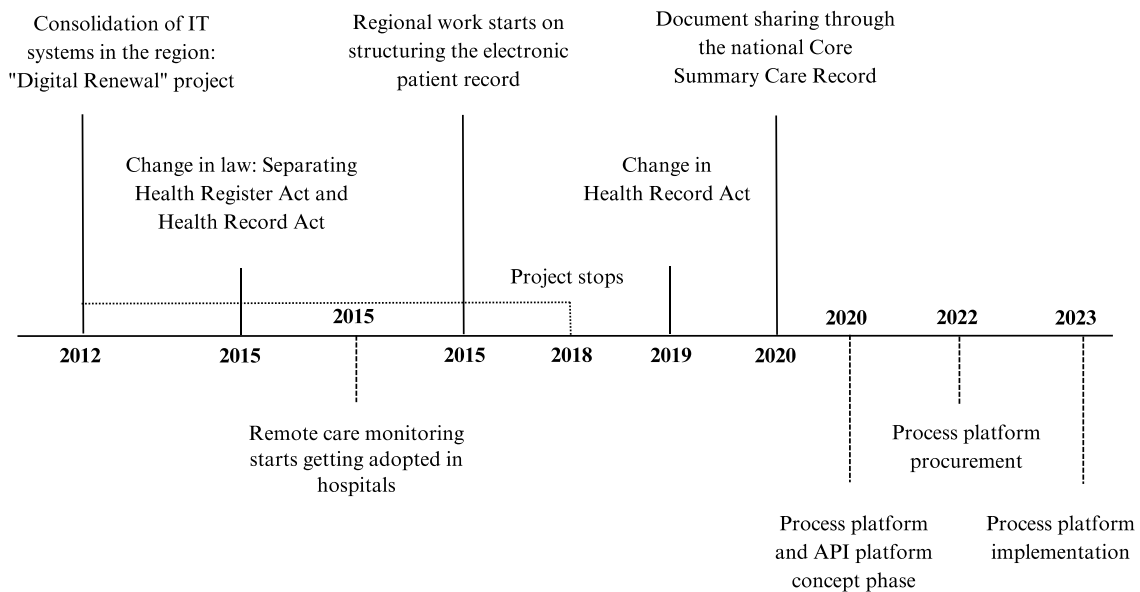 Consolidation of IT
systems in the region:
"Digital Renewal" project
Regional work starts on
structuring the electronic
patient record
Document sharing through
the national Core
Summary Care Record
Change in law: Separating
Health Register Act and
Health Record Act
Change in
Health Record Act
Project stops
2015
2020
2022
2023
2012
2015
2015
2018
2019
2020
Remote care monitoring
starts getting adopted in
hospitals
Process platform
procurement
Process platform
and API platform
concept phase
Process platform
implementation